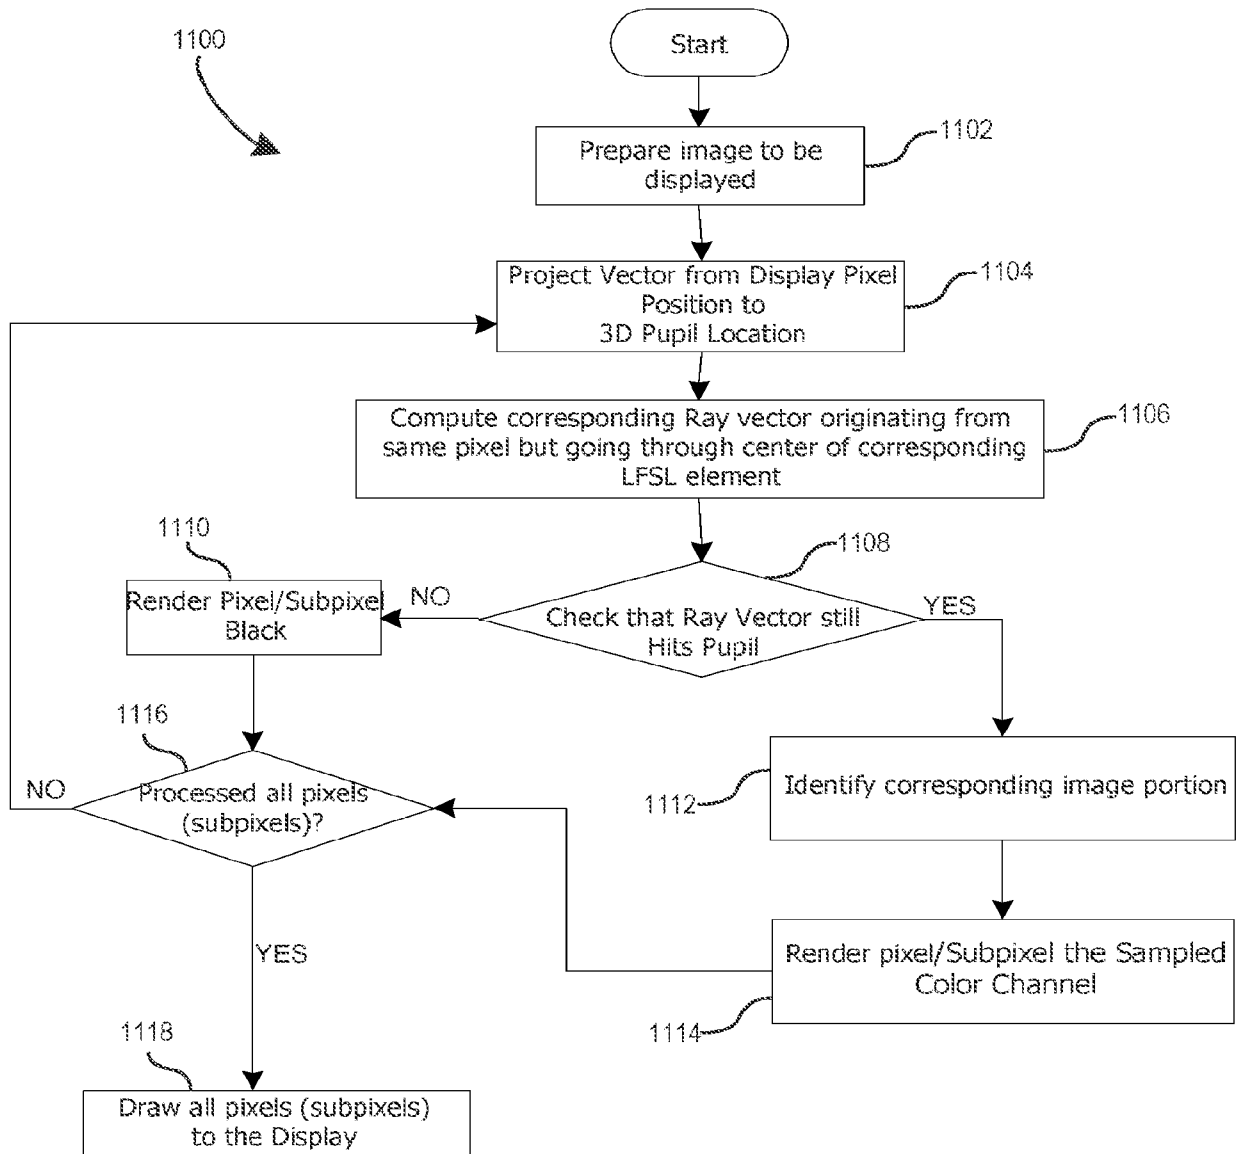 1100
Start
1102
Prepare image to be
displayed
1104
Project Vector from Display Pixel
Position to
3D Pupil Location
1106
Compute corresponding Ray vector originating from
same pixel but going through center of corresponding
LFSL element
1108
1110
NO
YES
Render Pixel/Subpixel
Black
Check that Ray Vector still
Hits Pupil
1116
NO
Processed all pixels
(subpixels)?
1112
Identify corresponding image portion
YES
Render pixel/Subpixel the Sampled
Color Channel
1114
1118
Draw all pixels (subpixels)
to the Display